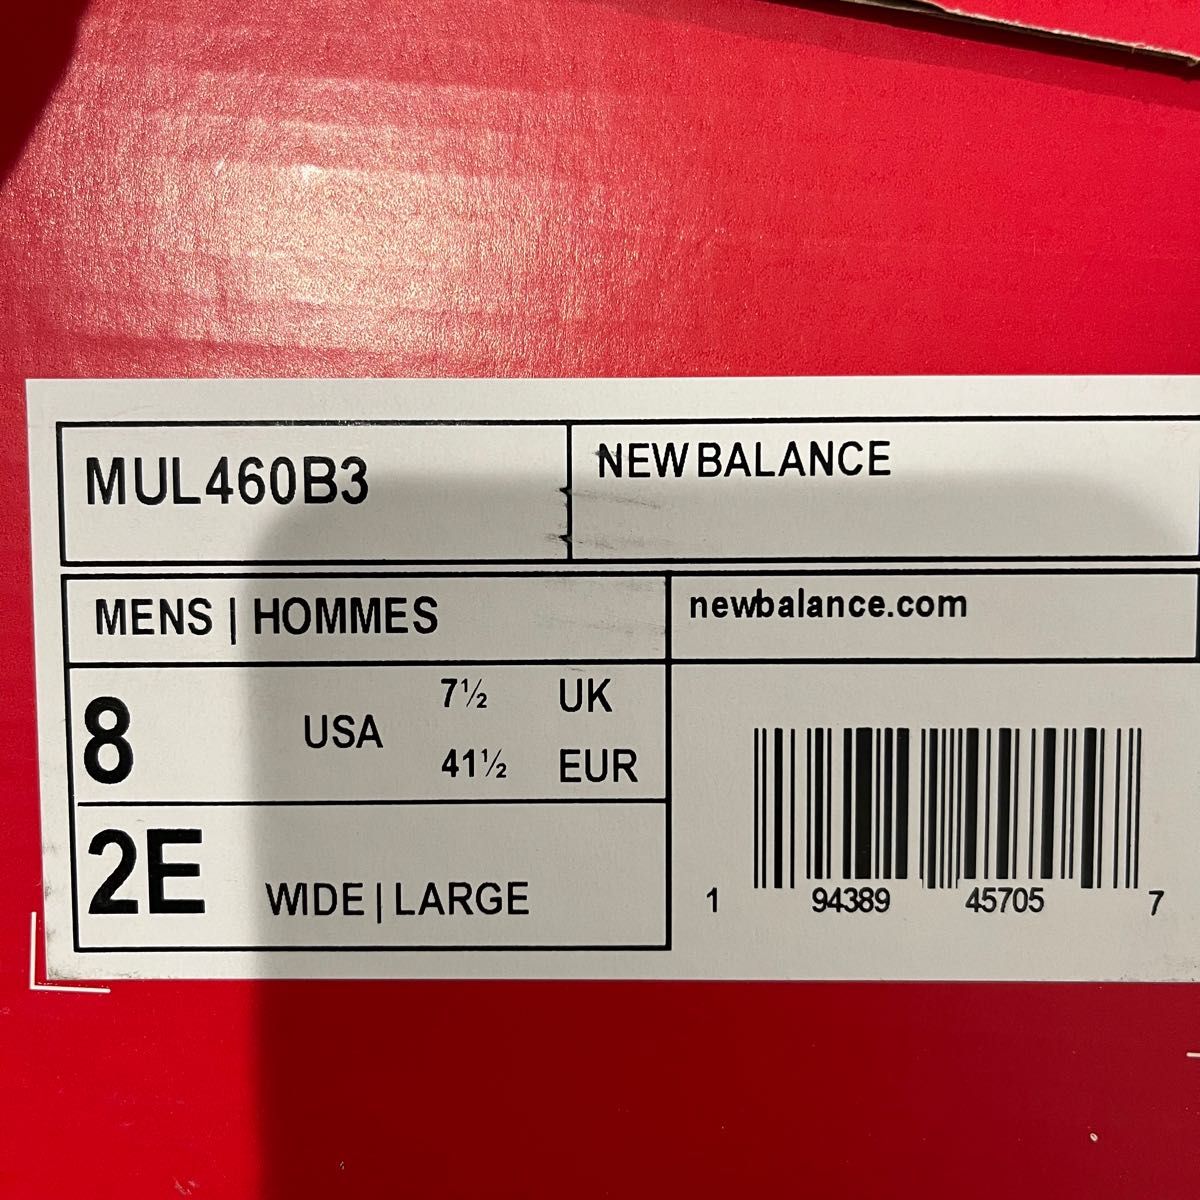 MUL460B3
NEW BALANCE
MENS | HOMMES
newbalance.com
8 USA 7½ UK
41½ EUR
2E WIDE | LARGE
1 94389 45705 7